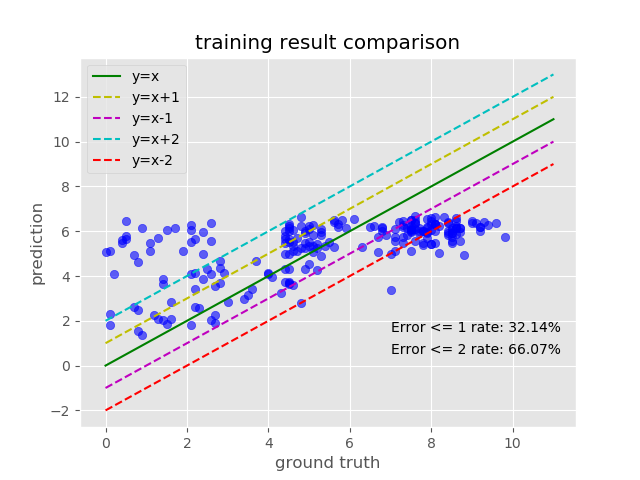 training result comparison
y=x
y=x+1
y=x-1
y=x+2
y=x-2
12
10
8
6
4
2
0
−2
prediction
Error <= 1 rate: 32.14%
Error <= 2 rate: 66.07%
0 2 4 6 8 10
ground truth